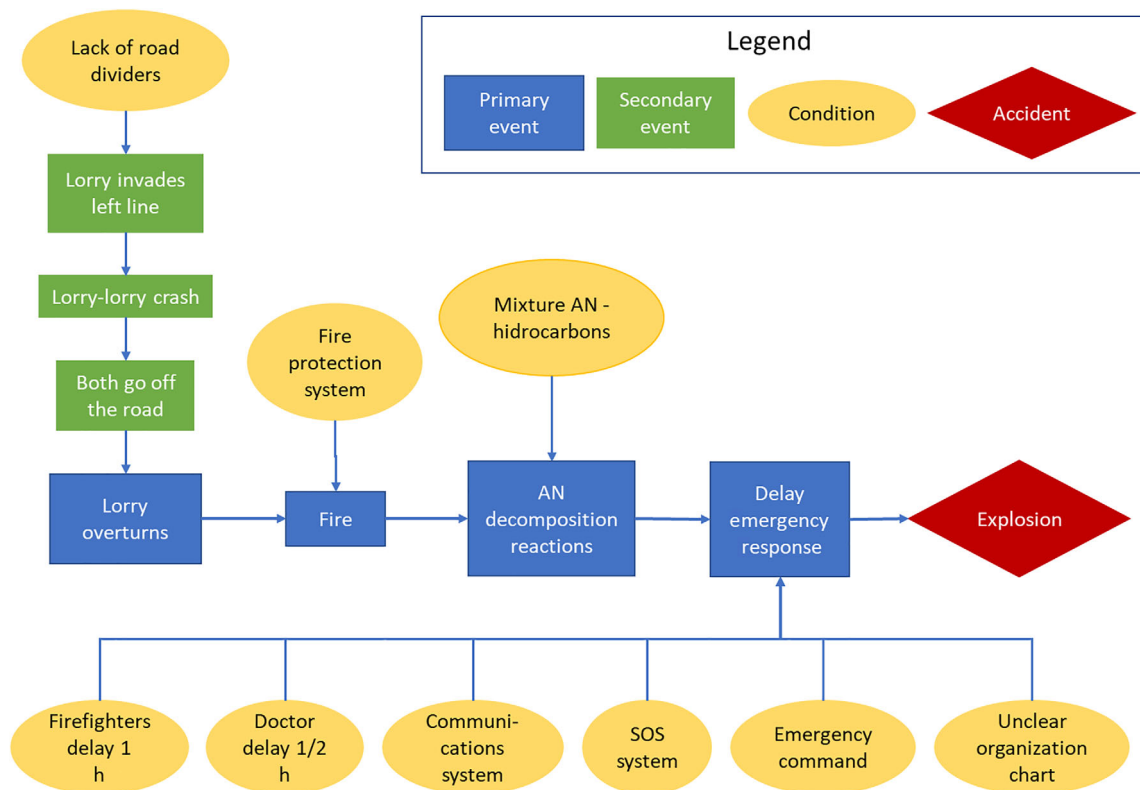 Lack of road
dividers
Legend
Primary
event
Secondary
event
Condition
Accident
Lorry invades
left line
Lorry-lorry crash
Both go off
the road
Fire
protection
system
Mixture AN -
hidrocarbons
Lorry
overturns
Fire
AN
decomposition
reactions
Delay
emergency
response
Explosion
Firefighters
delay 1
h
Doctor
delay 1/2
h
Communi-
cations
system
SOS
system
Emergency
command
Unclear
organization
chart